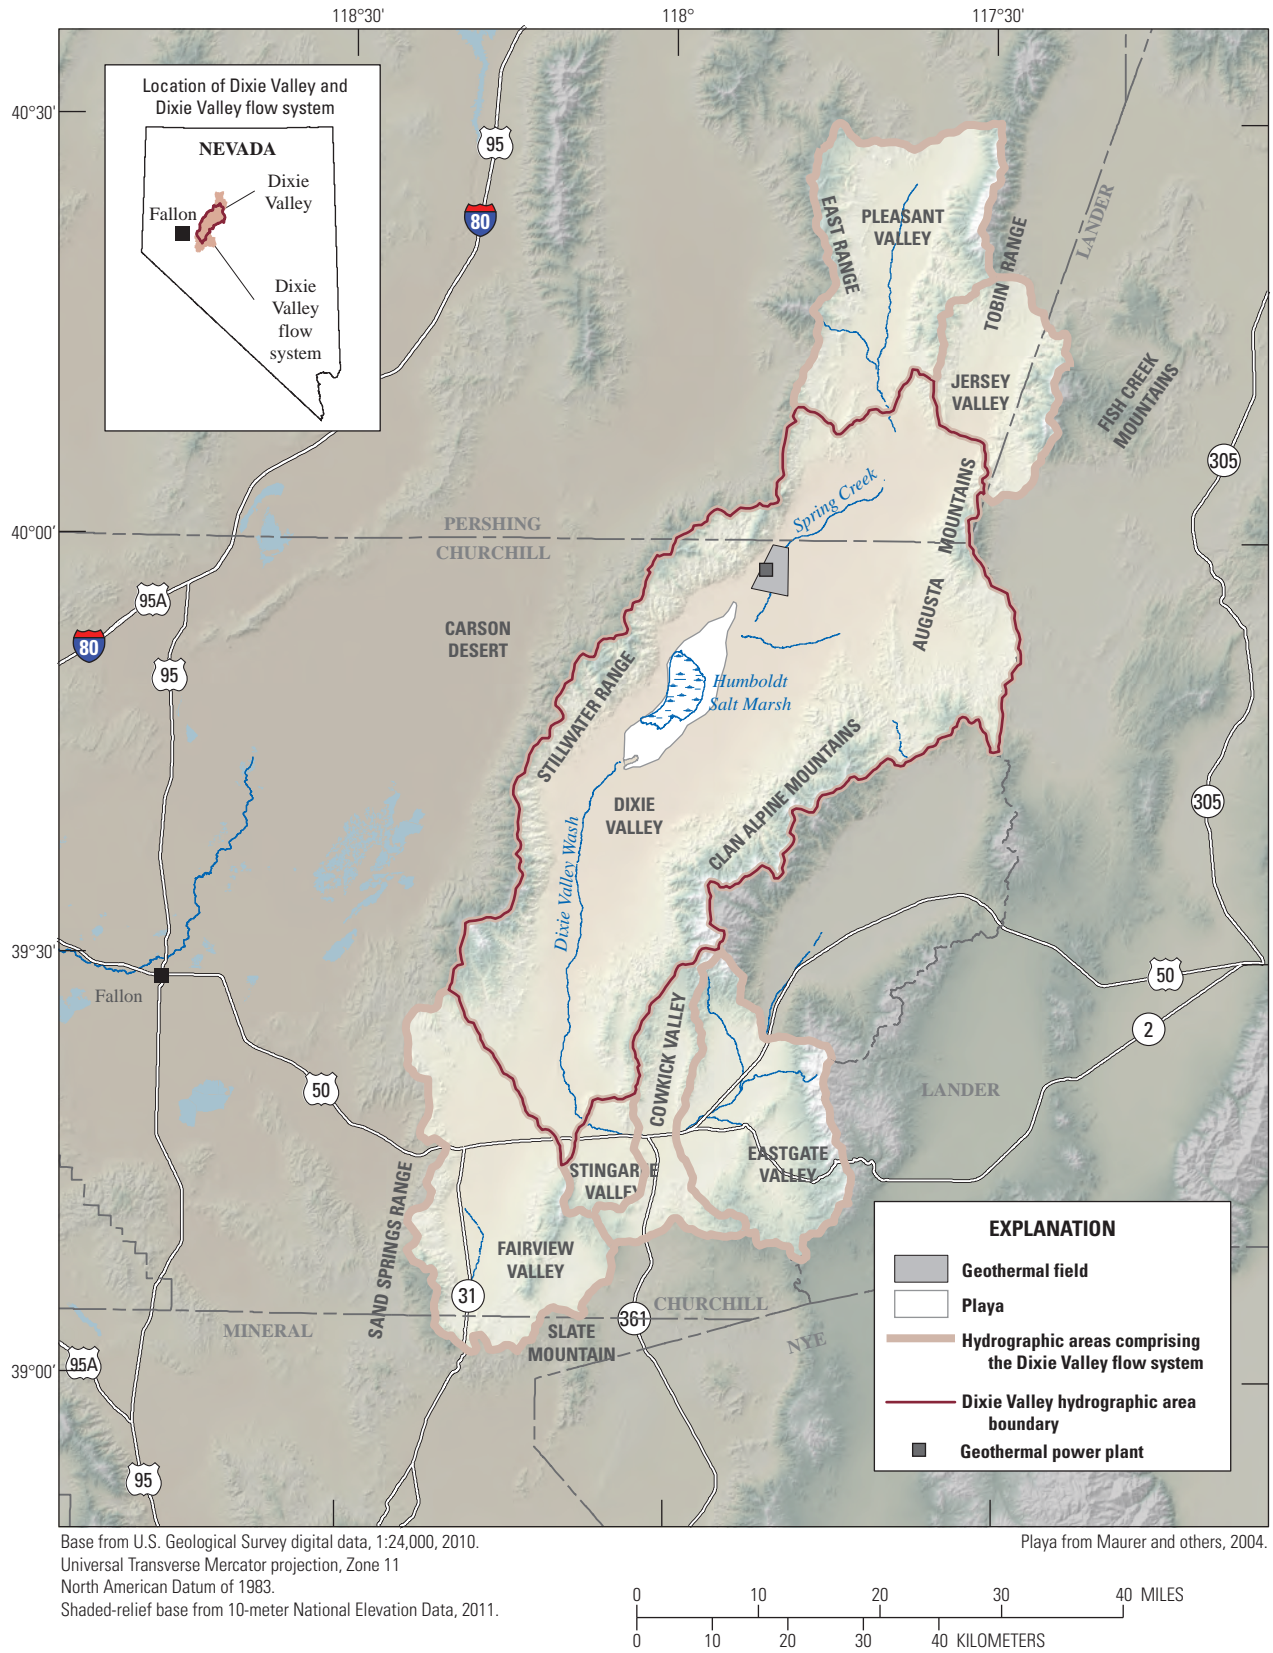 118°30'
118°
117°30'
40°30'
40°00'
39°30'
39°00'
Location of Dixie Valley and
Dixie Valley flow system
NEVADA
Dixie
Valley
Fallon
Dixie
Valley
flow
system
95
80
EAST RANGE
PLEASANT
VALLEY
TOBIN RANGE
LANDER
JERSEY
VALLEY
FISH CREEK
MOUNTAINS
305
Spring Creek
PERSHING
CHURCHILL
AUGUSTA MOUNTAINS
95A
80
95
CARSON
DESERT
STILLWATER RANGE
Humboldt
Salt Marsh
CLAN ALPINE MOUNTAINS
305
DIXIE
VALLEY
Dixie Valley Wash
Fallon
50
50
2
COWKICK VALLEY
LANDER
EASTGATE
VALLEY
STINGAREE
VALLEY
SAND SPRINGS RANGE
FAIRVIEW
VALLEY
31
361
CHURCHILL
MINERAL
SLATE
MOUNTAIN
NYE
95A
95
EXPLANATION
Geothermal field
Playa
Hydrographic areas comprising
the Dixie Valley flow system
Dixie Valley hydrographic area
boundary
Geothermal power plant
Base from U.S. Geological Survey digital data, 1:24,000, 2010.
Universal Transverse Mercator projection, Zone 11
North American Datum of 1983.
Shaded-relief base from 10-meter National Elevation Data, 2011.
Playa from Maurer and others, 2004.
0 10 20 30 40 MILES
0 10 20 30 40 KILOMETERS